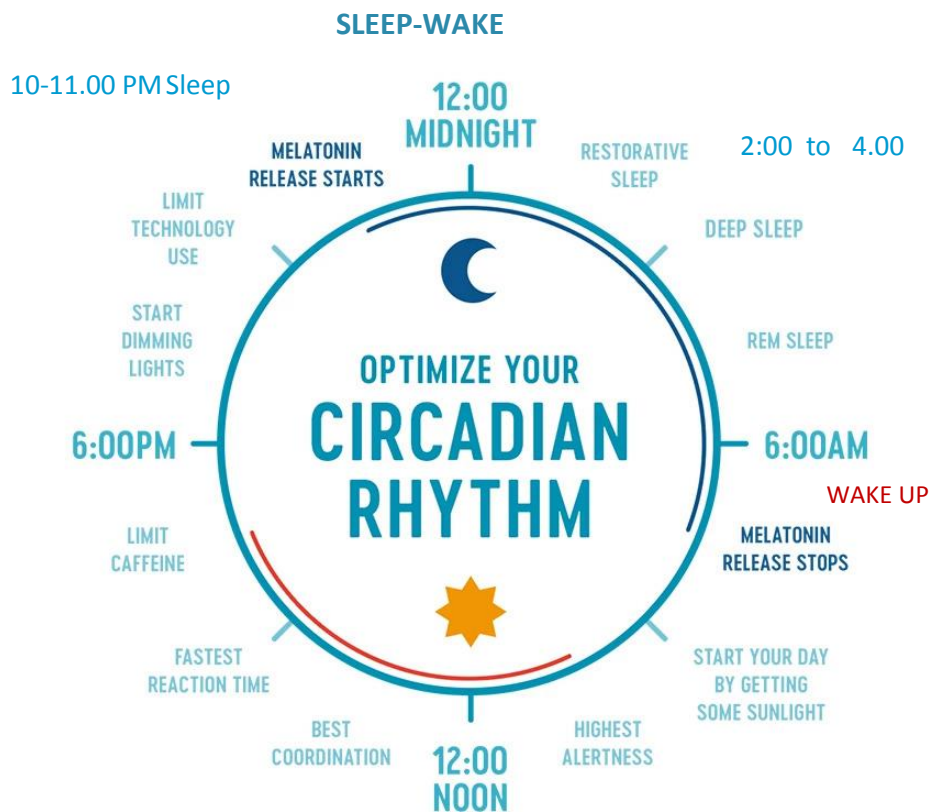 SLEEP-WAKE
10-11.00 PM Sleep
12:00
MIDNIGHT
MELATONIN
RELEASE STARTS
RESTORATIVE
SLEEP
2:00 to 4.00
LIMIT
TECHNOLOGY
USE
DEEP SLEEP
START
DIMMING
LIGHTS
REM SLEEP
OPTIMIZE YOUR
CIRCADIAN
RHYTHM
6:00PM
6:00AM
WAKE UP
LIMIT
CAFFEINE
MELATONIN
RELEASE STOPS
FASTEST
REACTION TIME
START YOUR DAY
BY GETTING
SOME SUNLIGHT
BEST
COORDINATION
HIGHEST
ALERTNESS
12:00
NOON